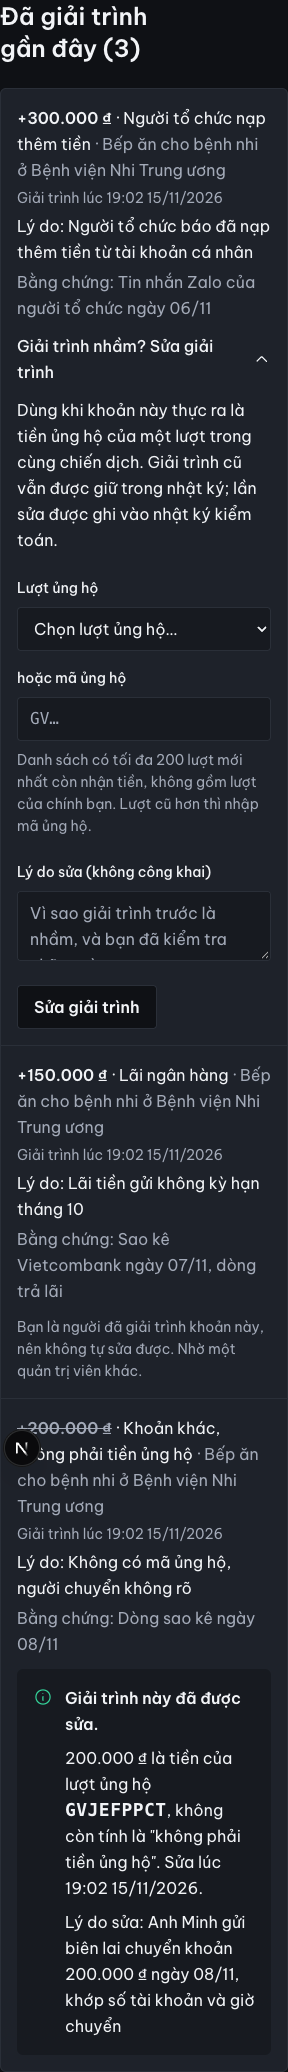 Đã giải trình
gần đây (3)
+300.000 ₫ · Người tổ chức nạp
thêm tiền · Bếp ăn cho bệnh nhi
ở Bệnh viện Nhi Trung ương
Giải trình lúc 19:02 15/11/2026
Lý do: Người tổ chức báo đã nạp
thêm tiền từ tài khoản cá nhân
Bằng chứng: Tin nhắn Zalo của
người tổ chức ngày 06/11
Giải trình nhầm? Sửa giải
trình
Dùng khi khoản này thực ra là
tiền ủng hộ của một lượt trong
cùng chiến dịch. Giải trình cũ
vẫn được giữ trong nhật ký; lần
sửa được ghi vào nhật ký kiểm
toán.
Lượt ủng hộ
Chọn lượt ủng hộ...
hoặc mã ủng hộ
GV…
Danh sách có tối đa 200 lượt mới
nhất còn nhận tiền, không gồm lượt
của chính bạn. Lượt cũ hơn thì nhập
mã ủng hộ.
Lý do sửa (không công khai)
Vì sao giải trình trước là
nhầm, và bạn đã kiểm tra
Sửa giải trình
+150.000 ₫ · Lãi ngân hàng · Bếp
ăn cho bệnh nhi ở Bệnh viện Nhi
Trung ương
Giải trình lúc 19:02 15/11/2026
Lý do: Lãi tiền gửi không kỳ hạn
tháng 10
Bằng chứng: Sao kê
Vietcombank ngày 07/11, dòng
trả lãi
Bạn là người đã giải trình khoản này,
nên không tự sửa được. Nhờ một
quản trị viên khác.
+200.000 ₫ · Khoản khác,
phải tiền ủng hộ · Bếp ăn
cho bệnh nhi ở Bệnh viện Nhi
Trung ương
Giải trình lúc 19:02 15/11/2026
Lý do: Không có mã ủng hộ,
người chuyển không rõ
Bằng chứng: Dòng sao kê ngày
08/11
Giải trình này đã được
sửa.
200.000 ₫ là tiền của
lượt ủng hộ
GVJEFPPCT, không
còn tính là "không phải
tiền ủng hộ". Sửa lúc
19:02 15/11/2026.
Lý do sửa: Anh Minh gửi
biên lai chuyển khoản
200.000 ₫ ngày 08/11,
khớp số tài khoản và giờ
chuyển